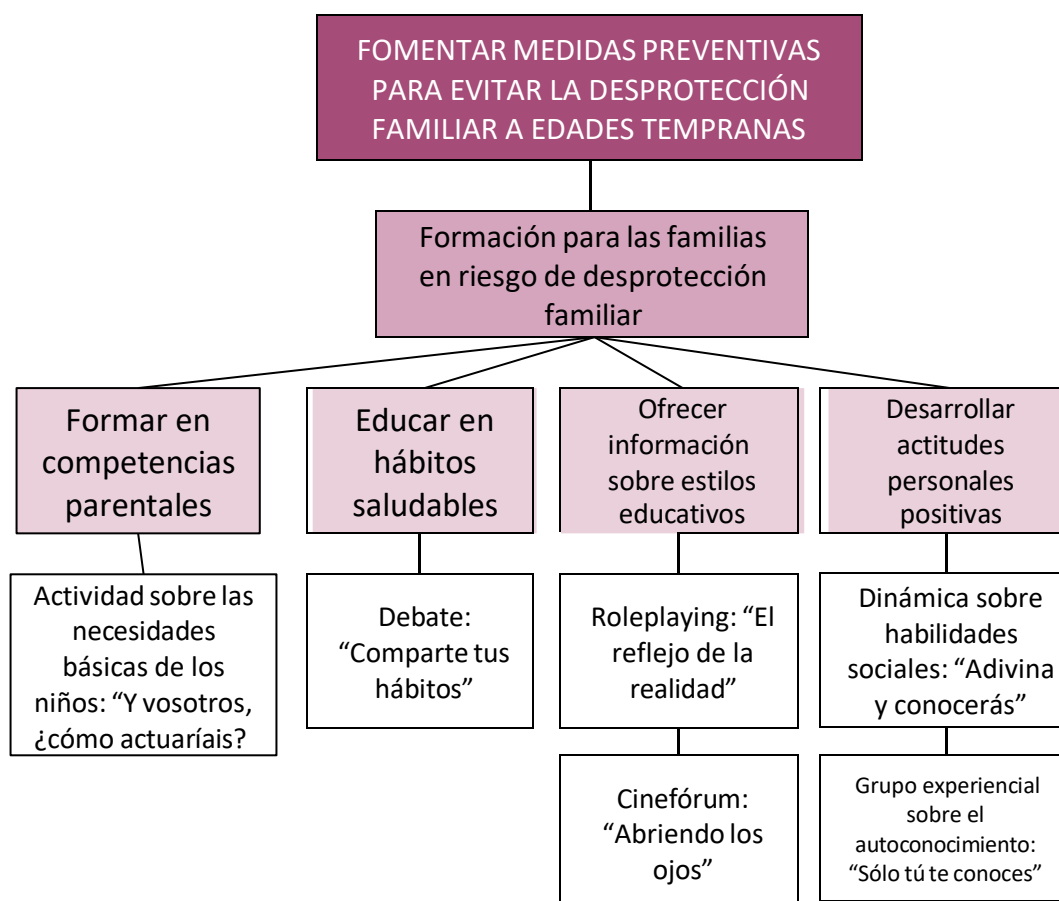 FOMENTAR MEDIDAS PREVENTIVAS
PARA EVITAR LA DESPROTECCIÓN
FAMILIAR A EDADES TEMPRANAS
Formación para las familias
en riesgo de desprotección
familiar
Formar en
competencias
parentales
Educar en
hábitos
saludables
Ofrecer
información
sobre estilos
educativos
Desarrollar
actitudes
personales
positivas
Actividad sobre las
necesidades
básicas de los
niños: “Y vosotros,
¿cómo actuaríais?
Debate:
“Comparte tus
hábitos”
Roleplaying: “El
reflejo de la
realidad”
Dinámica sobre
habilidades
sociales: “Adivina
y conocerás”
Cinefórum:
“Abriendo los
ojos”
Grupo experiencial
sobre el
autoconocimiento:
“Sólo tú te conoces”